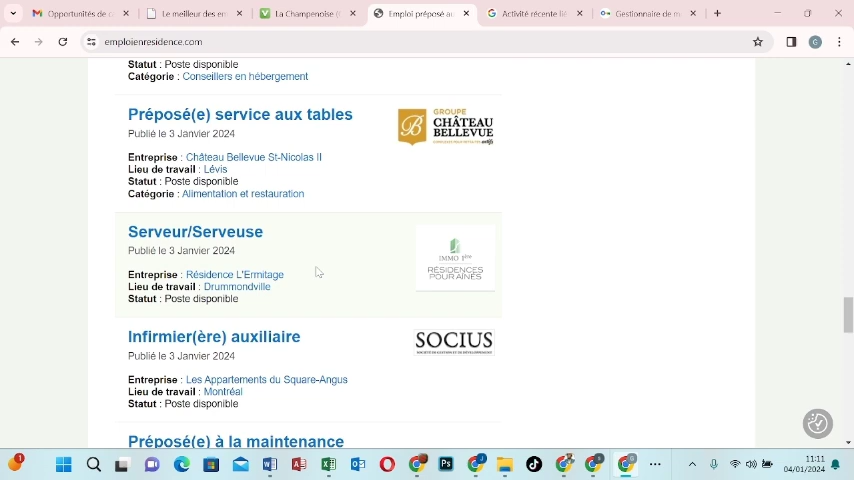 Opportunités de c
Le meilleur des en
La Champenoise (
Emploi préposé au
Activité récente lié
Gestionnaire de m
emploienresidence.com
G
Statut : Poste disponible
Catégorie : Conseillers en hébergement
Préposé(e) service aux tables
Publié le 3 Janvier 2024
GROUPE
CHÂTEAU
BELLEVUE
Entreprise : Château Bellevue St-Nicolas II
Lieu de travail : Lévis
Statut : Poste disponible
Catégorie : Alimentation et restauration
Serveur/Serveuse
Publié le 3 Janvier 2024
IMMO 1ère
RÉSIDENCES
POUR AÎNÉS
Entreprise : Résidence L'Ermitage
Lieu de travail : Drummondville
Statut : Poste disponible
Infirmier(ère) auxiliaire
SOCIUS
Publié le 3 Janvier 2024
Entreprise : Les Appartements du Square-Angus
Lieu de travail : Montréal
Statut : Poste disponible
Préposé(e) à la maintenance
11:11
04/01/2024